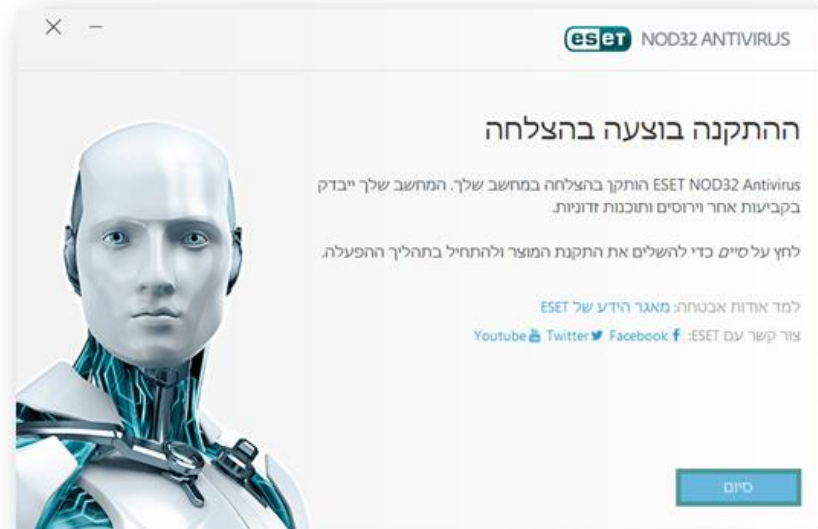 eset NOD32 ANTIVIRUS
ההתקנה בוצעה בהצלחה
ESET NOD32 Antivirus הותקן בהצלחה במחשב שלך. המחשב שלך ייבדק
בקביעות אחר וירוסים ותוכנות זדוניות.
לחץ על סיים כדי להשלים את התקנת המוצר ולהתחיל בתהליך ההפעלה.
למד אודות אבטחה: מאגר הידע של ESET
צור קשר עם ESET: Facebook Twitter Youtube
סיום